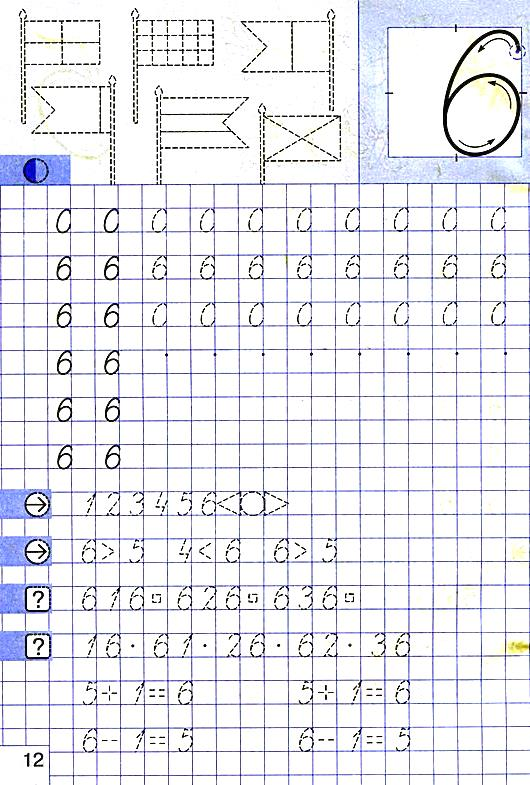 0 0 0 0 0 0 0 0 0 0
6 6 6 6 6 6 6 6 6 6
6 6 0 0 0 0 0 0 0 0
6 6 . . . . . . . .
6 6
6 6
1 2 3 4 5 6 < ○ >
6 > 5 4 < 6 6 > 5
? 6 1 6 6 2 6 6 3 6
? 1 6 · 6 1 · 2 6 · 6 2 · 3 6
5 + 1 = 6 5 + 1 = 6
6 - 1 = 5 6 - 1 = 5
12